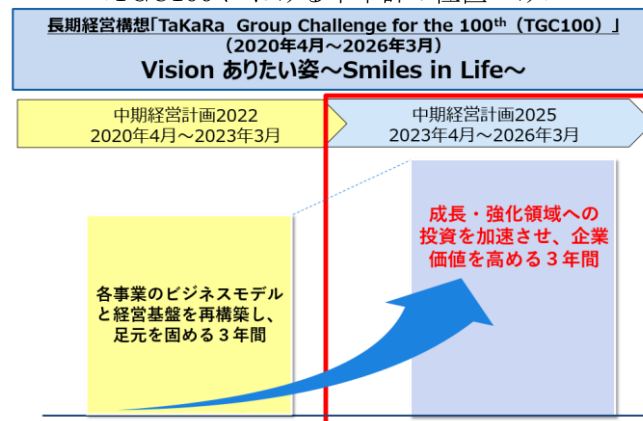 長期経営構想「TaKaRa Group Challenge for the 100th（TGC100）」
（2020年4月～2026年3月）
Vision ありたい姿～Smiles in Life～
中期経営計画2022
2020年4月～2023年3月
中期経営計画2025
2023年4月～2026年3月
成長・強化領域への
投資を加速させ、企業
価値を高める３年間
各事業のビジネスモデル
と経営基盤を再構築し、
足元を固める３年間